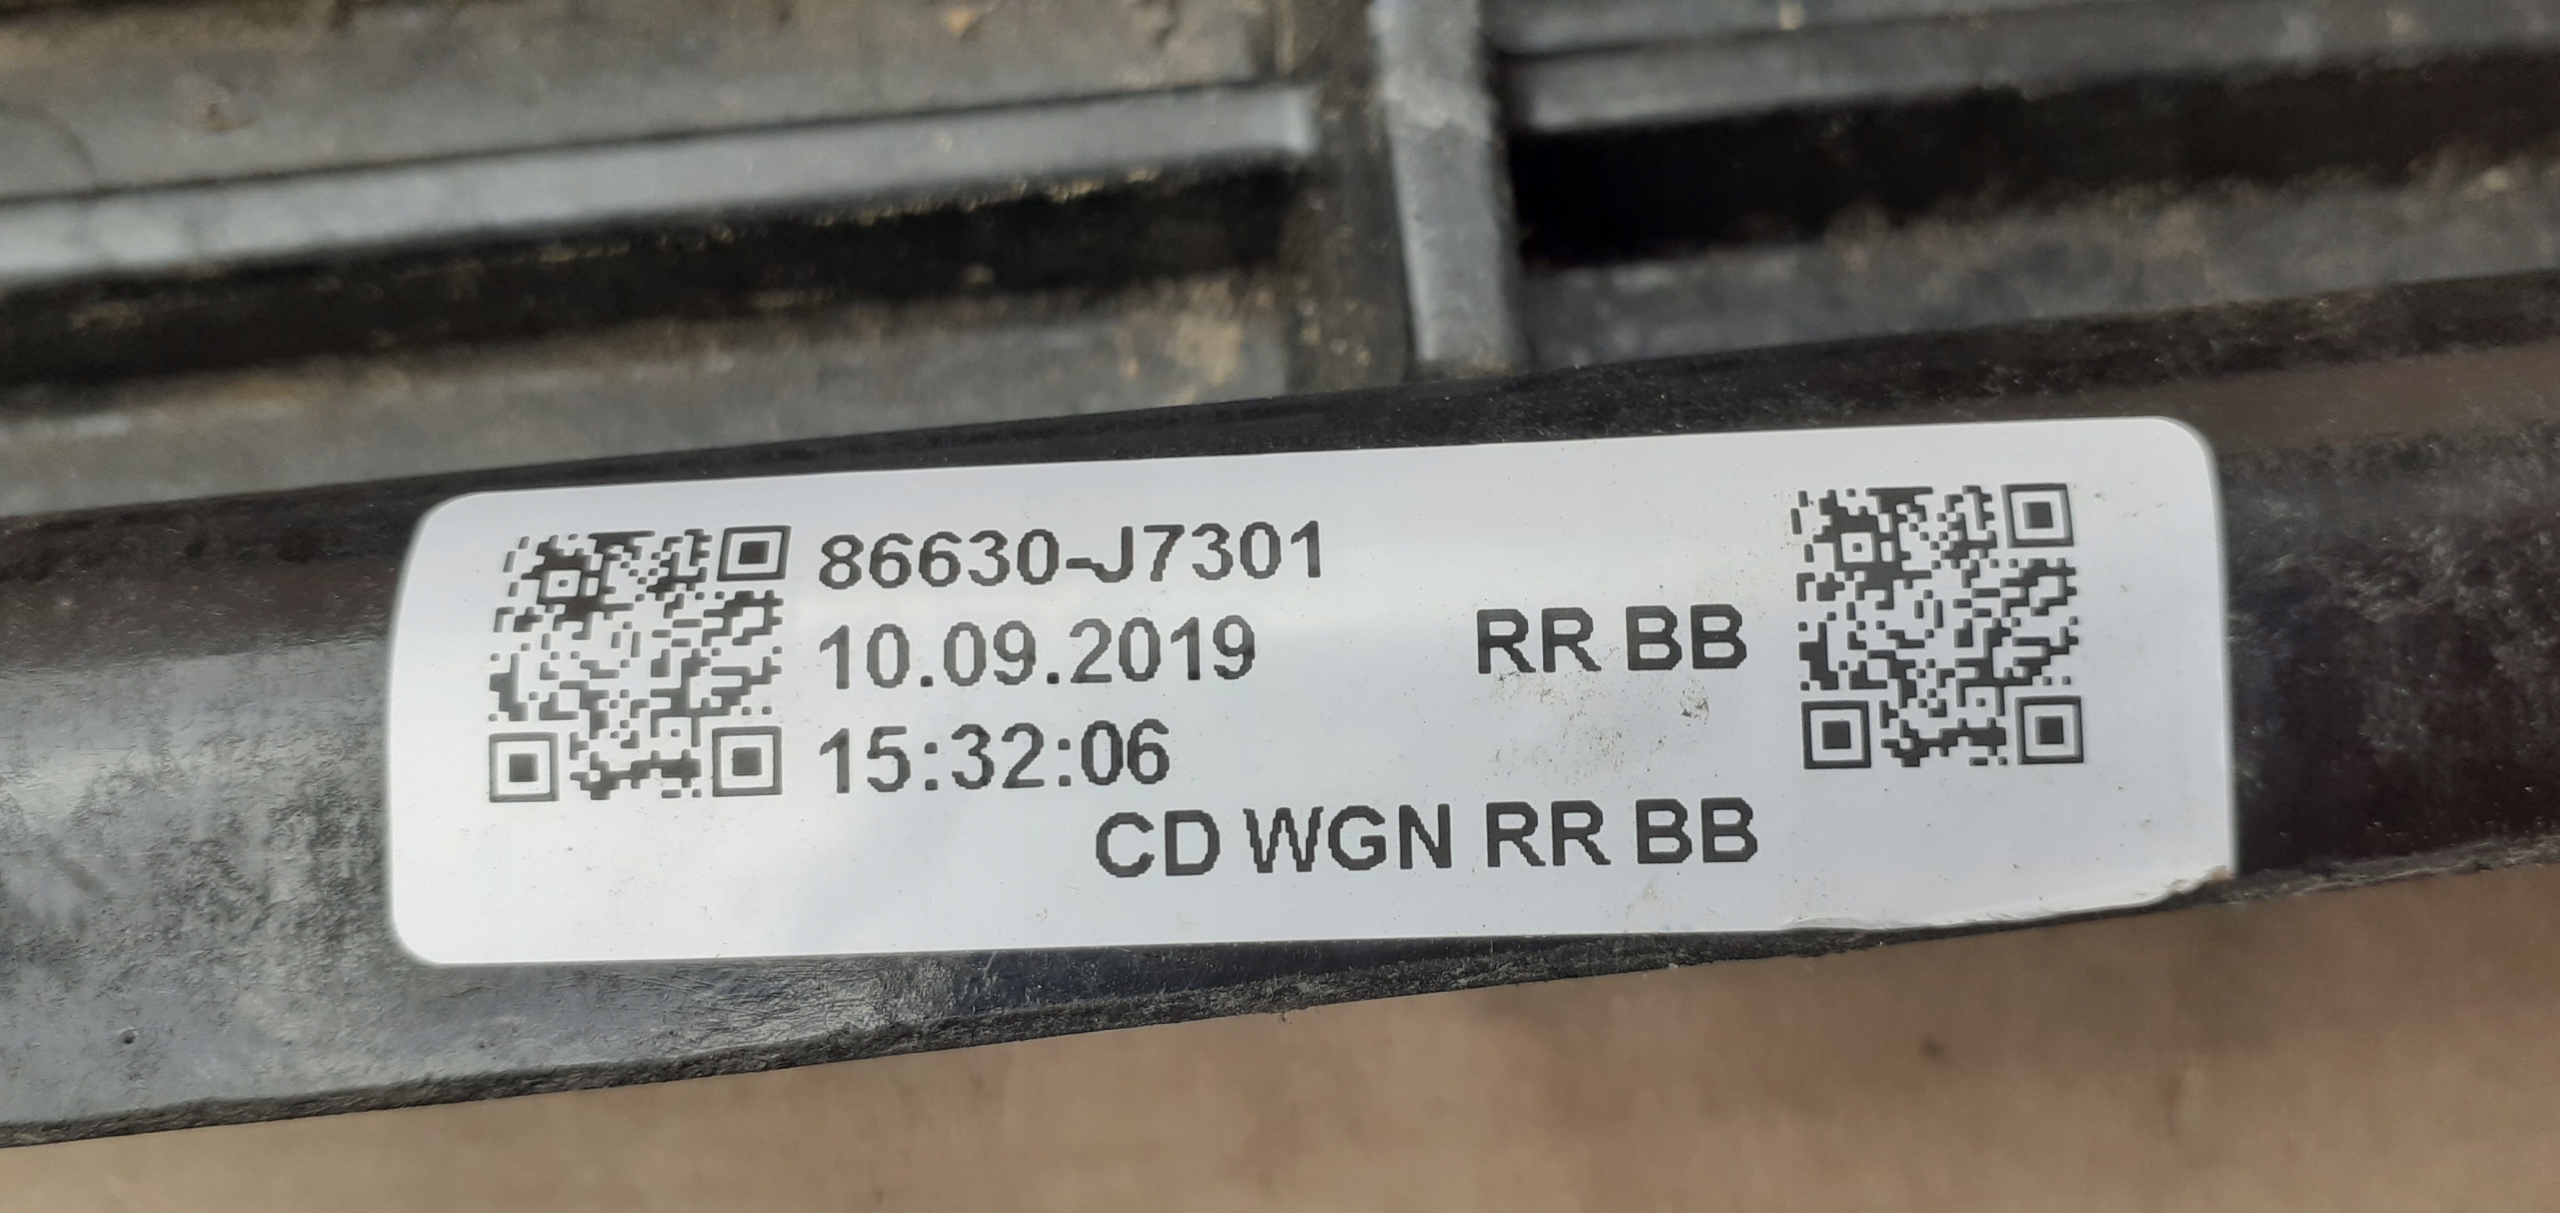 86630-J7301
10.09.2019 RR BB
15:32:06
CD WGN RR BB